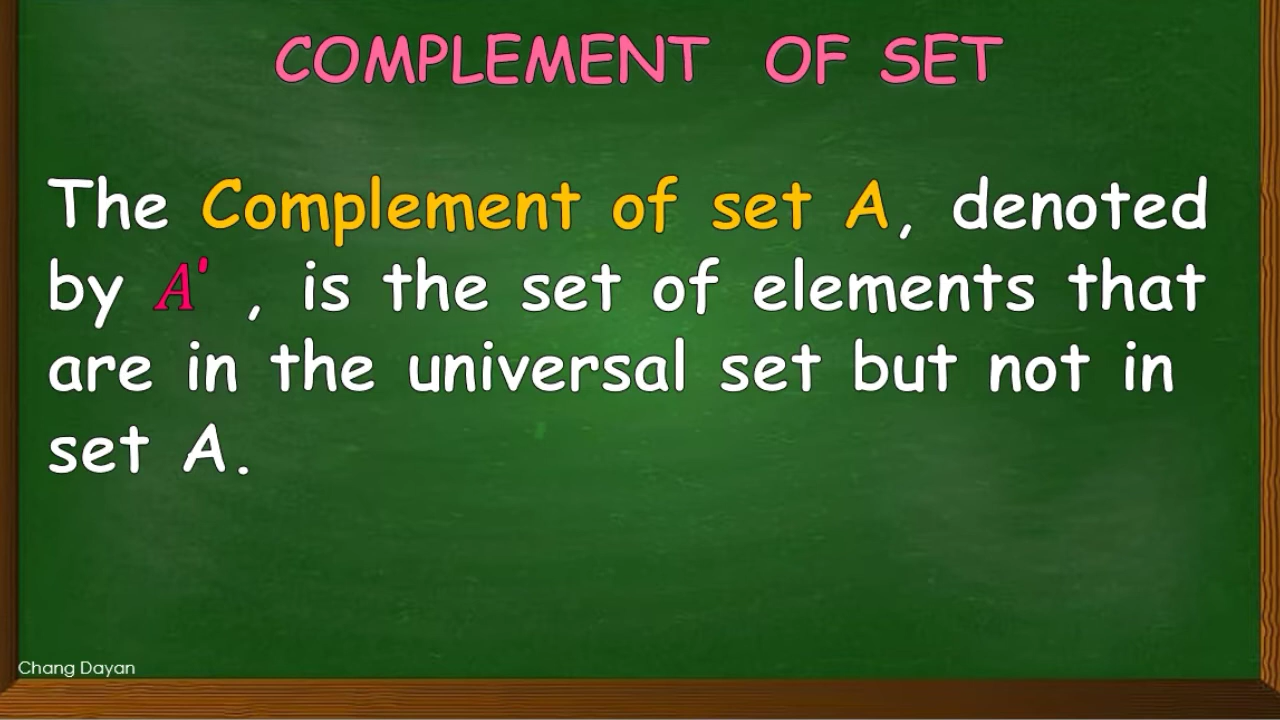 COMPLEMENT OF SET
The Complement of set A, denoted
by A' , is the set of elements that
are in the universal set but not in
set A.
Chang Dayan